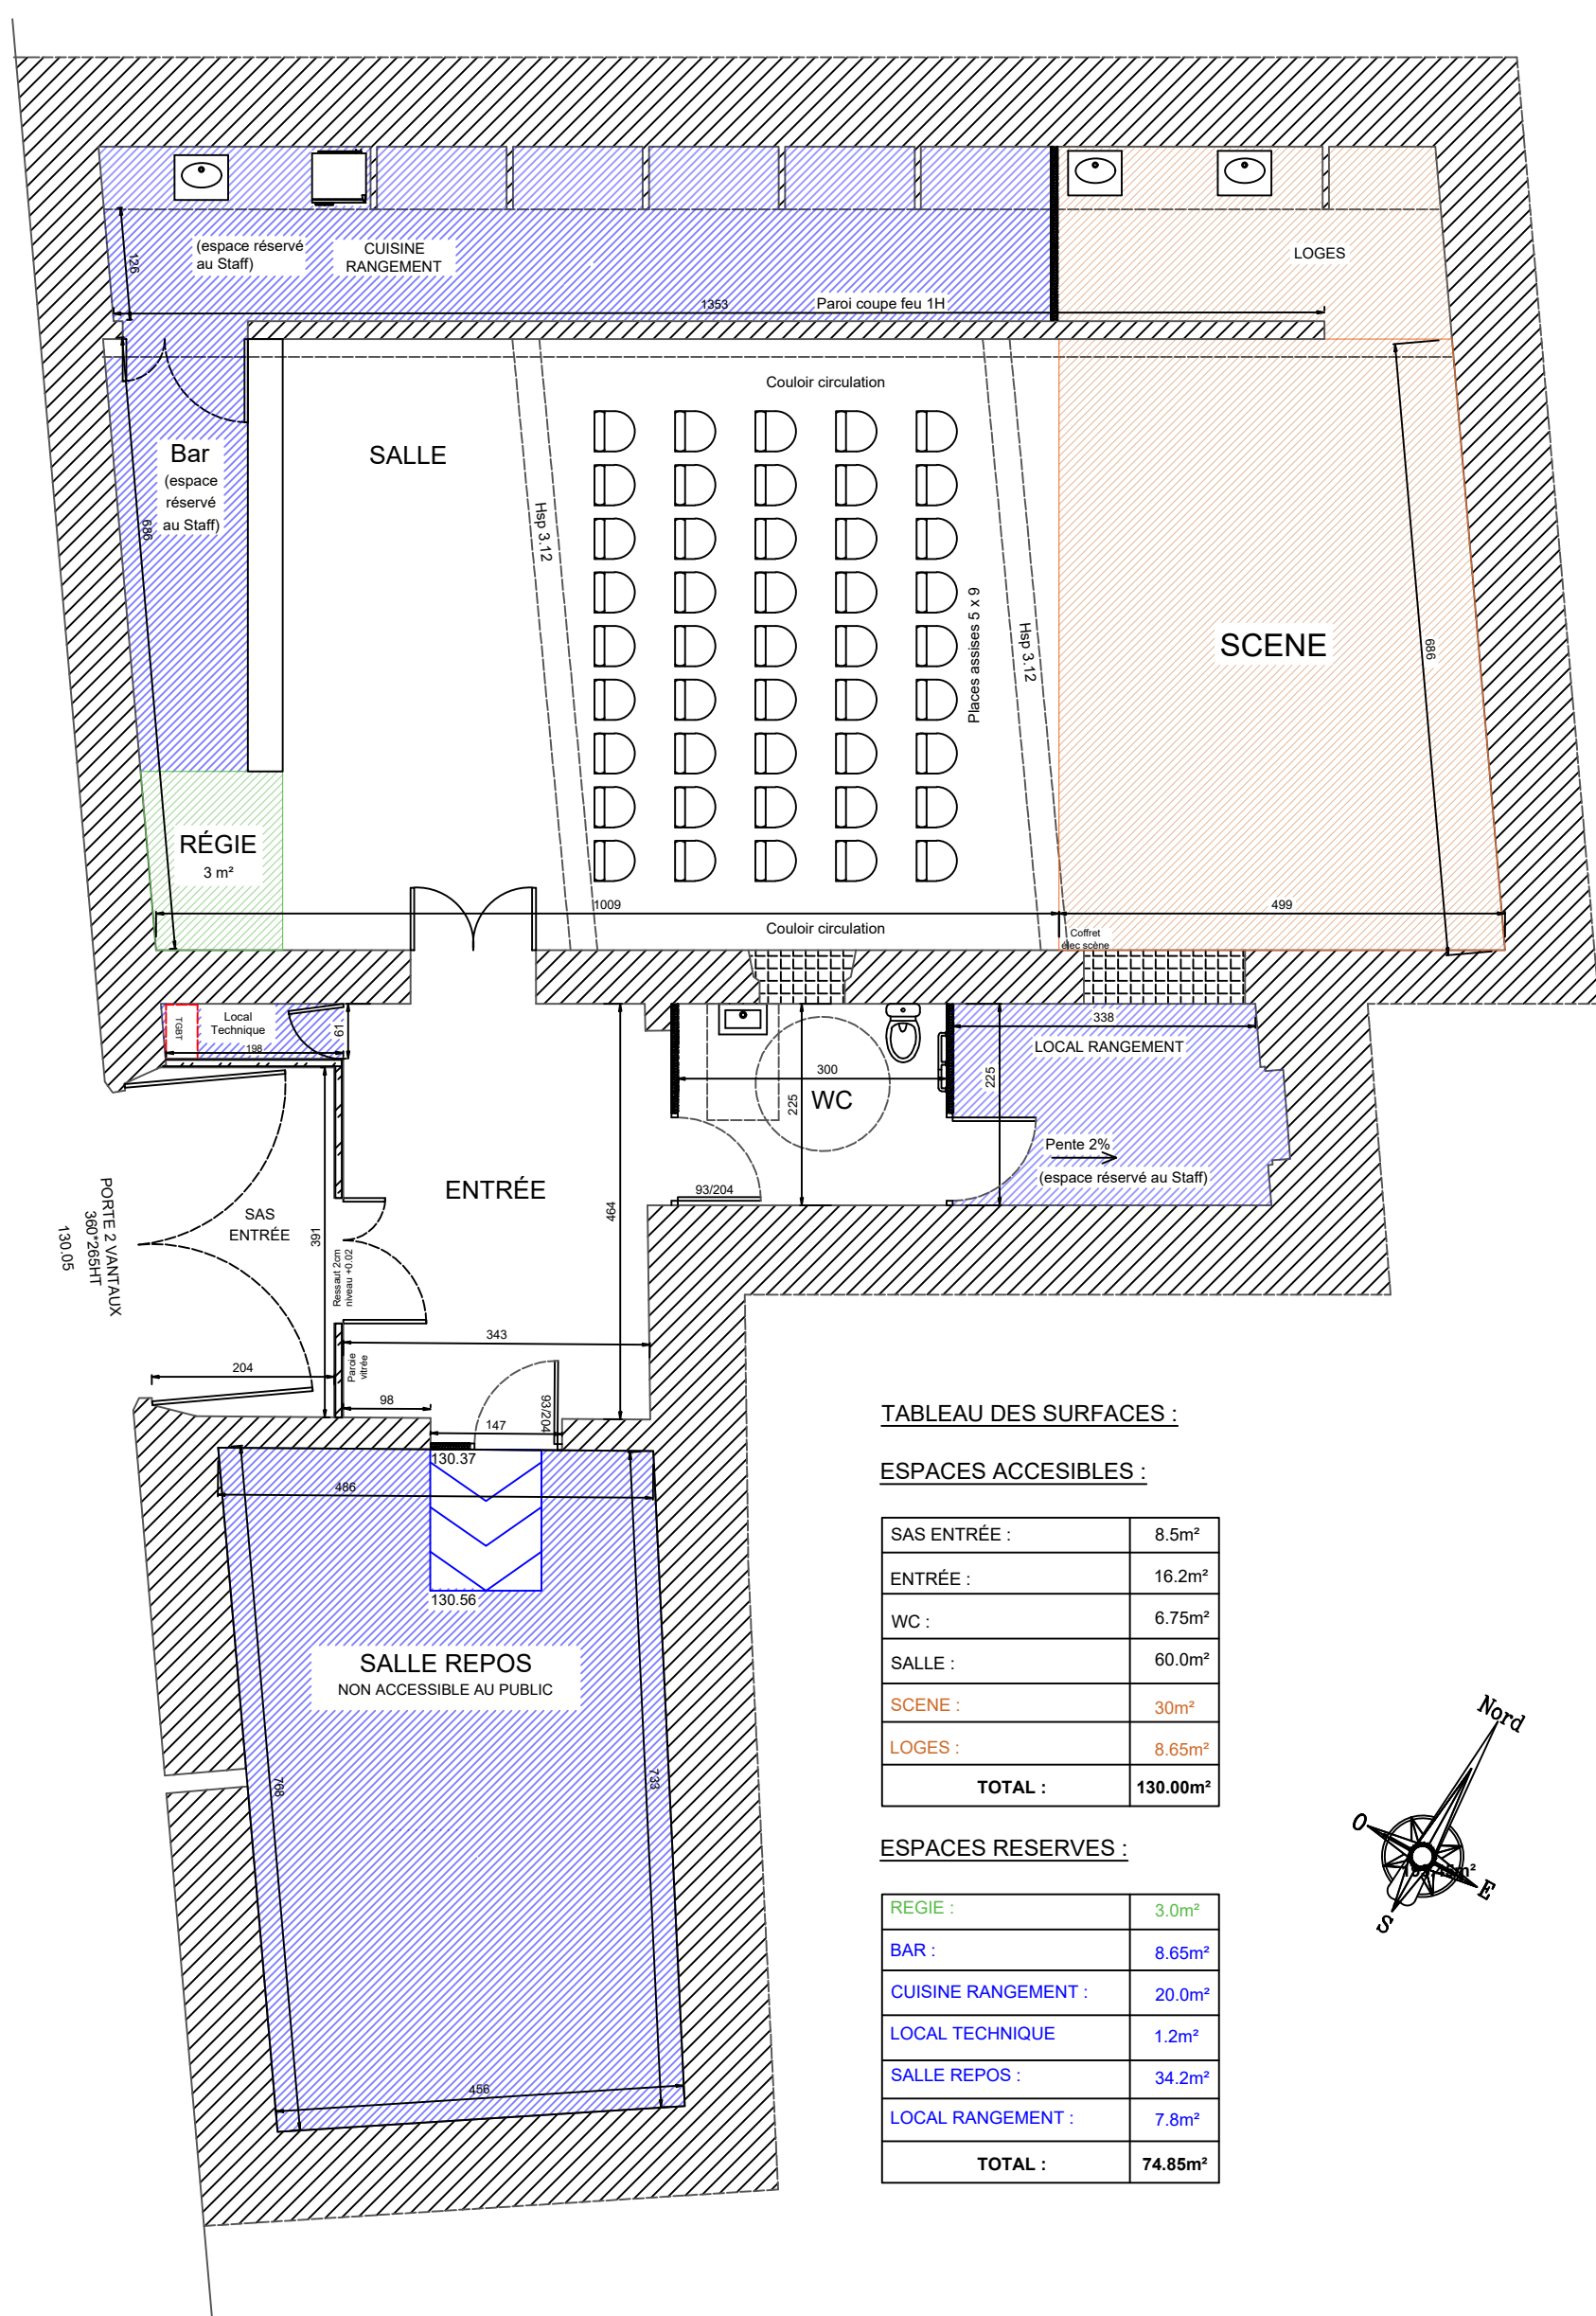 (espace réservé
au Staff)
CUISINE
RANGEMENT
LOGES
126
1353
Paroi coupe feu 1H
Couloir circulation
Bar
(espace
réservé
au Staff)
SALLE
686
Hsp 3.12
Places assises 5 x 9
Hsp 3.12
SCENE
686
RÉGIE
3 m²
1009
499
Couloir circulation
Coffret
élec scène
TGBT
Local
Technique
198
61
338
LOCAL RANGEMENT
300
WC
225
225
Pente 2%
(espace réservé au Staff)
93/204
ENTRÉE
464
SAS
ENTRÉE
391
PORTE 2 VANTAUX
360*265HT
130.05
Ressaut 2cm
niveau +0.02
343
Paroie
vitrée
204
98
147
93/204
130.37
486
130.56
SALLE REPOS
NON ACCESSIBLE AU PUBLIC
768
733
456
TABLEAU DES SURFACES :
ESPACES ACCESIBLES :
SAS ENTRÉE : 8.5m²
ENTRÉE : 16.2m²
WC : 6.75m²
SALLE : 60.0m²
SCENE : 30m²
LOGES : 8.65m²
TOTAL : 130.00m²
ESPACES RESERVES :
REGIE : 3.0m²
BAR : 8.65m²
CUISINE RANGEMENT : 20.0m²
LOCAL TECHNIQUE 1.2m²
SALLE REPOS : 34.2m²
LOCAL RANGEMENT : 7.8m²
TOTAL : 74.85m²
Nord
O
E
S